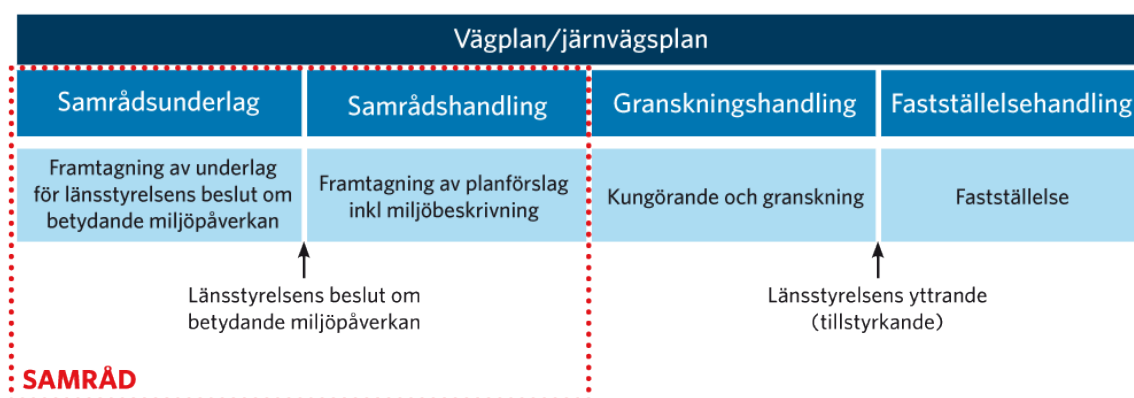 Vägplan/järnvägsplan
Samrådsunderlag
Samrådshandling
Granskningshandling
Fastställelsehandling
Framtagning av underlag
för länsstyrelsens beslut om
betydande miljöpåverkan
Framtagning av planförslag
inkl miljöbeskrivning
Kungörande och granskning
Fastställelse
Länsstyrelsens beslut om
betydande miljöpåverkan
Länsstyrelsens yttrande
(tillstyrkande)
SAMRÅD